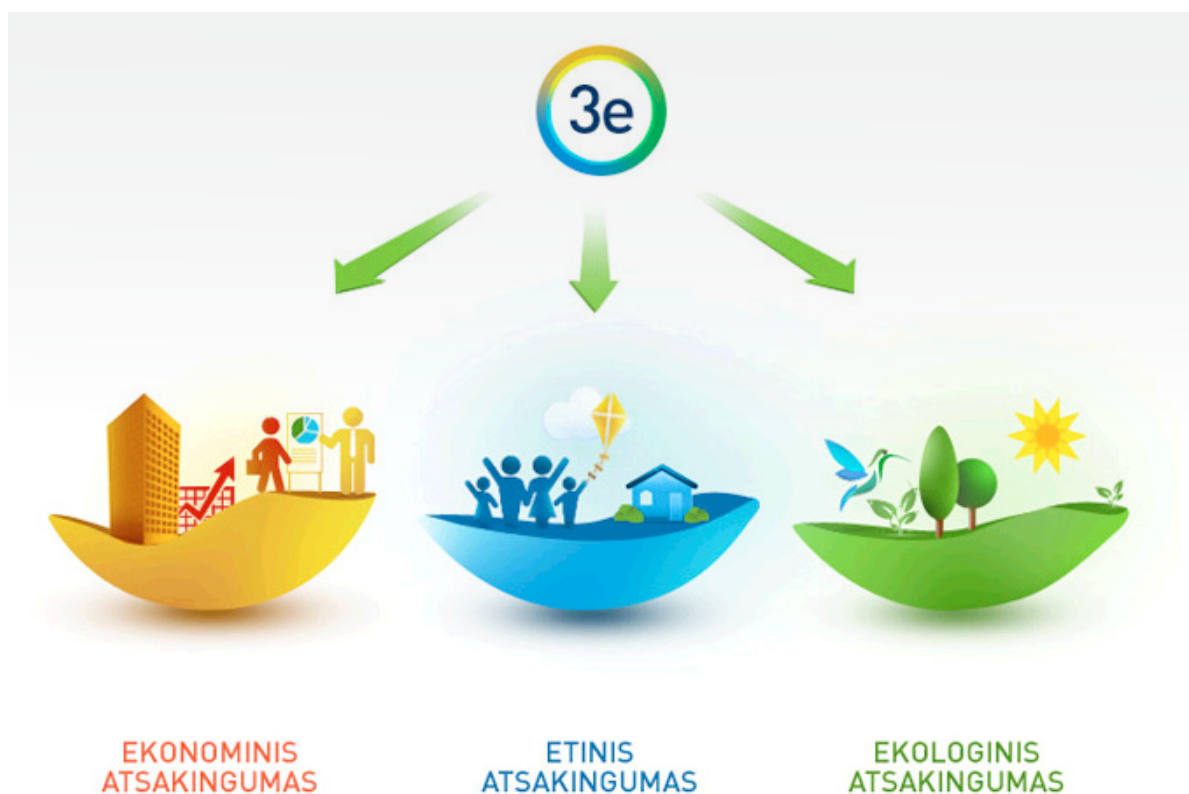 3e
EKONOMINIS
ATSAKINGUMAS
ETINIS
ATSAKINGUMAS
EKOLOGINIS
ATSAKINGUMAS